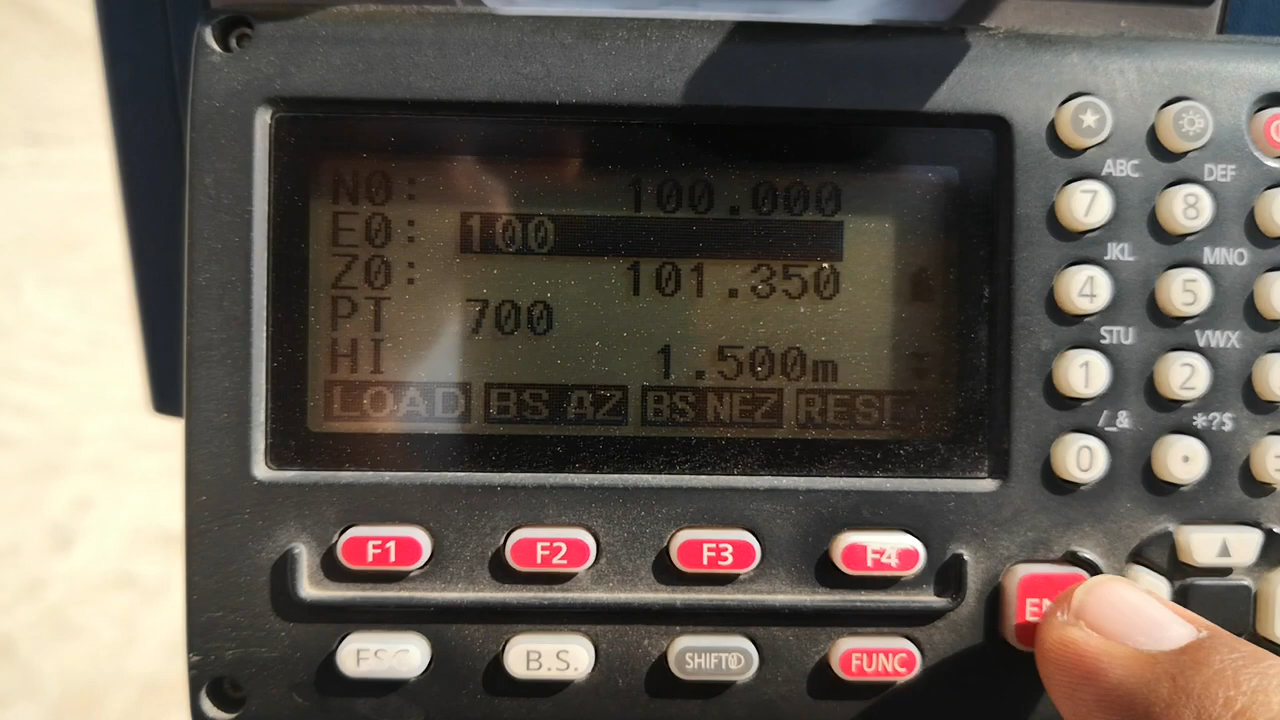 N0: 100.000
E0: 100
Z0: 101.350
PT 700
HI 1.500m
LOAD BS AZ BS NEZ
ABC DEF
7 8
JKL MNO
4 5
STU VWX
1 2
/_& *?$
0 .
F1 F2 F3 F4
ESC B.S. SHIFT FUNC